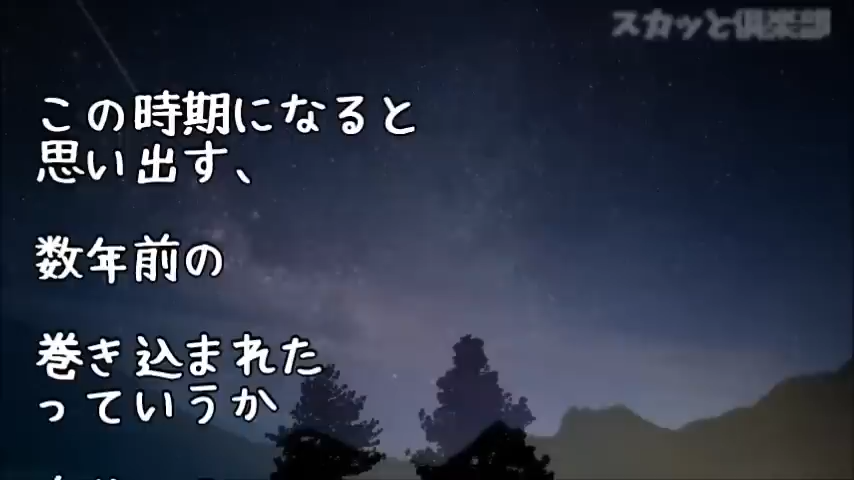 スカッと倶楽部
この時期になると
思い出す、
数年前の
巻き込まれた
っていうか